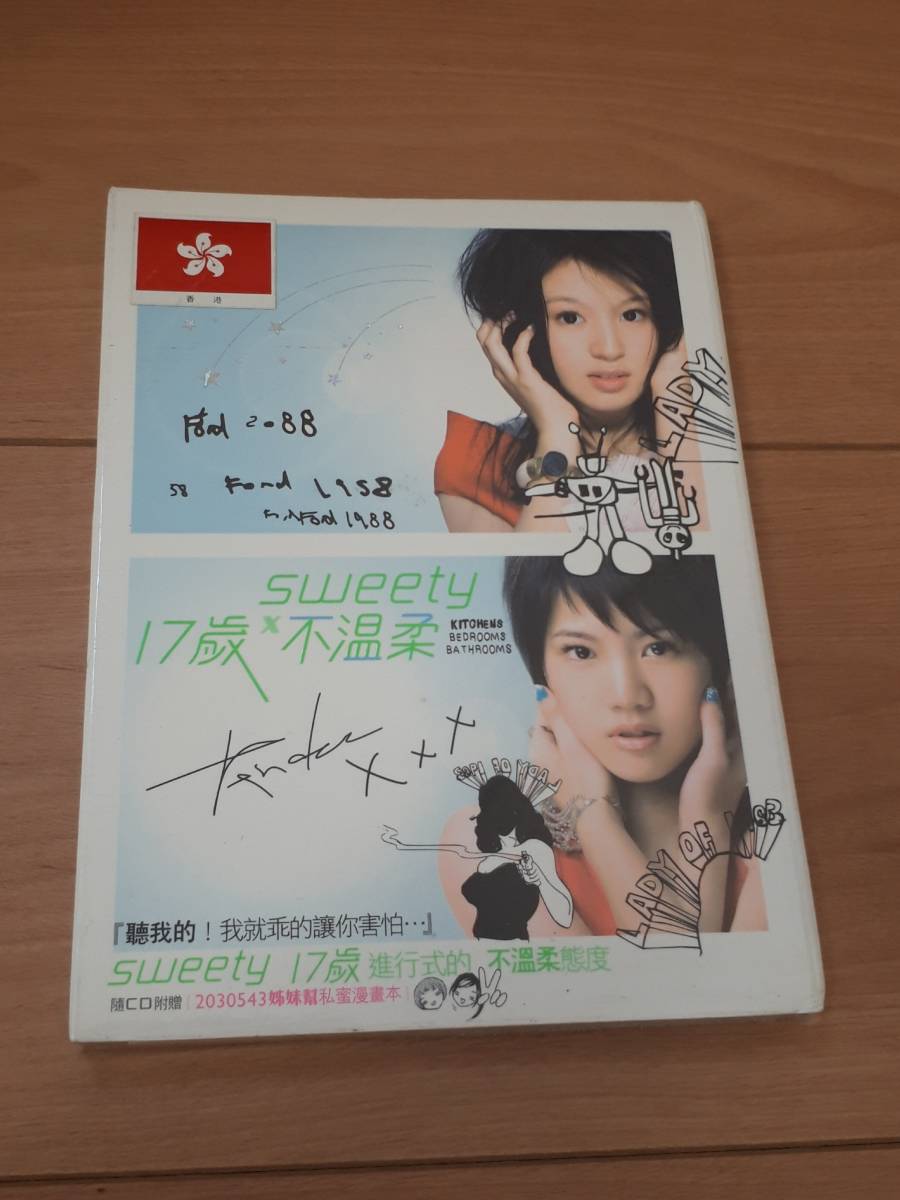 香 港
LADY
Ford 2088
58 Ford 1958
Ford 1988
sweety
17歲×不溫柔
KITCHENS
BEDROOMS
BATHROOMS
xxx
LADY OF
『聽我的！我就乖的讓你害怕…』
sweety 17歲 進行式的 不溫柔態度
隨CD附贈 | 2030543姊妹幫私蜜漫畫本